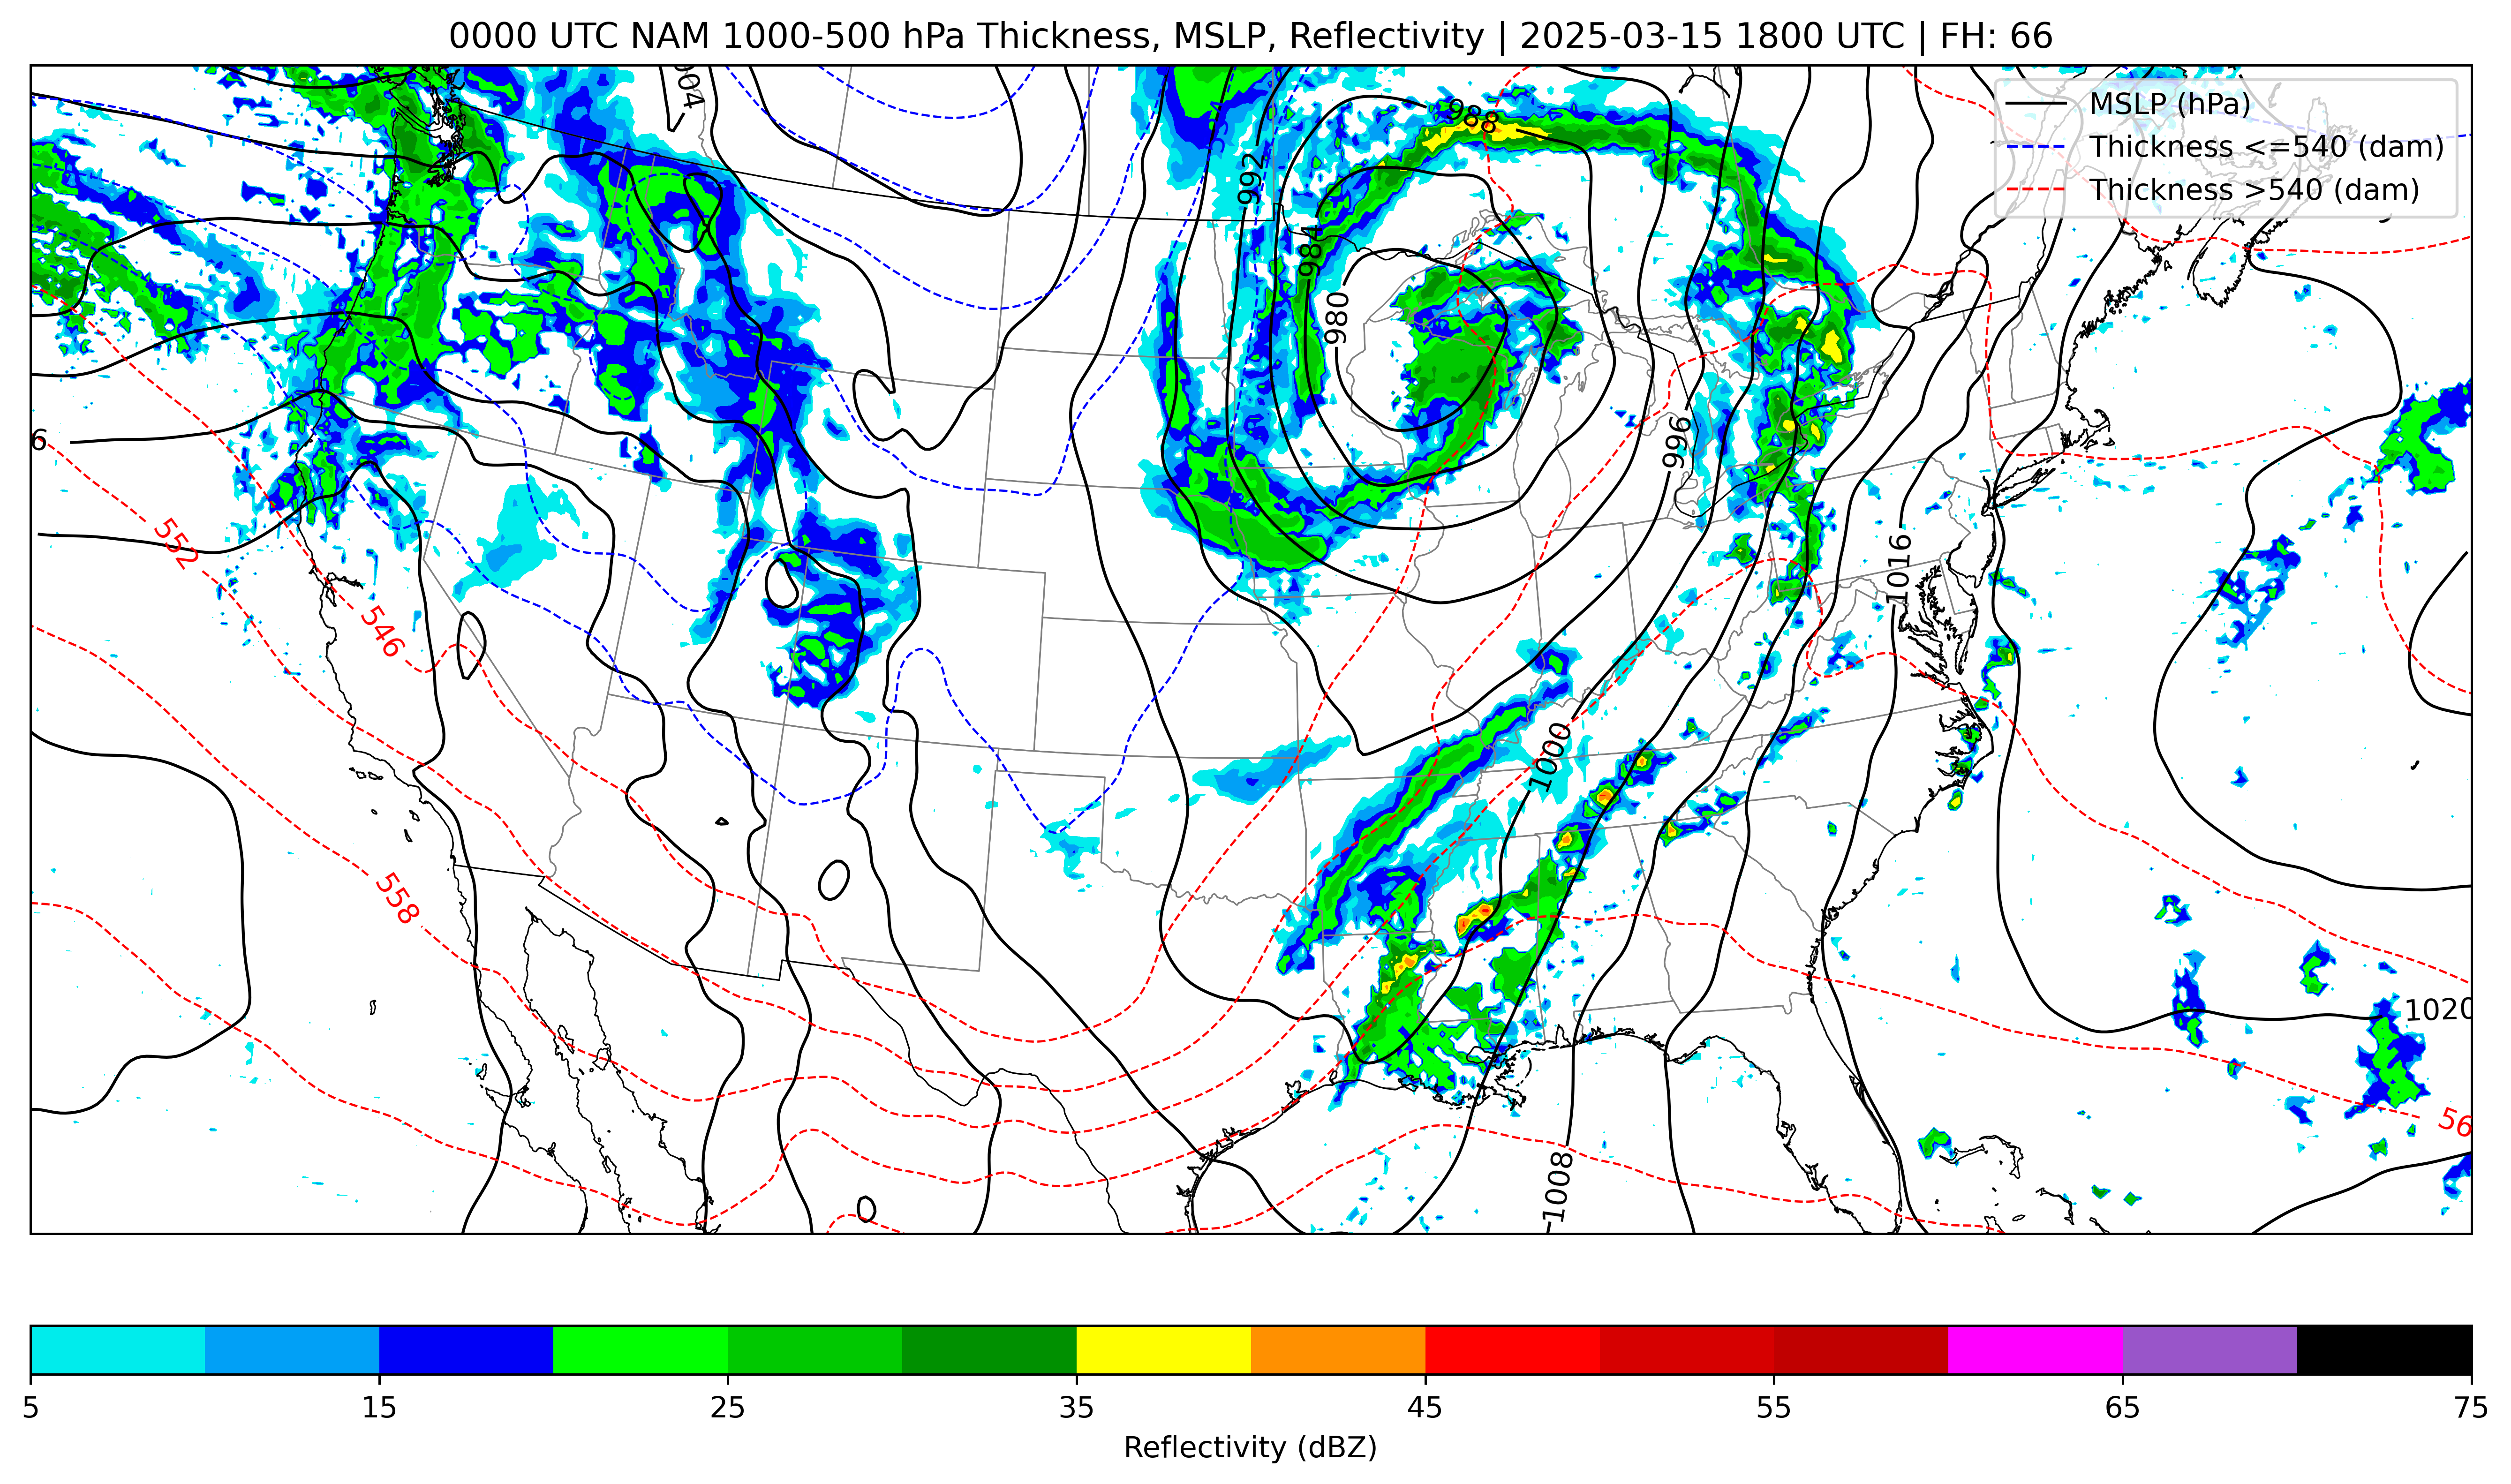 0000 UTC NAM 1000-500 hPa Thickness, MSLP, Reflectivity | 2025-03-15 1800 UTC | FH: 66
MSLP (hPa)
Thickness <=540 (dam)
Thickness >540 (dam)
988
992
984
980
6
996
552
1016
546
1000
558
1020
1008
5 15 25 35 45 55 65 75
Reflectivity (dBZ)